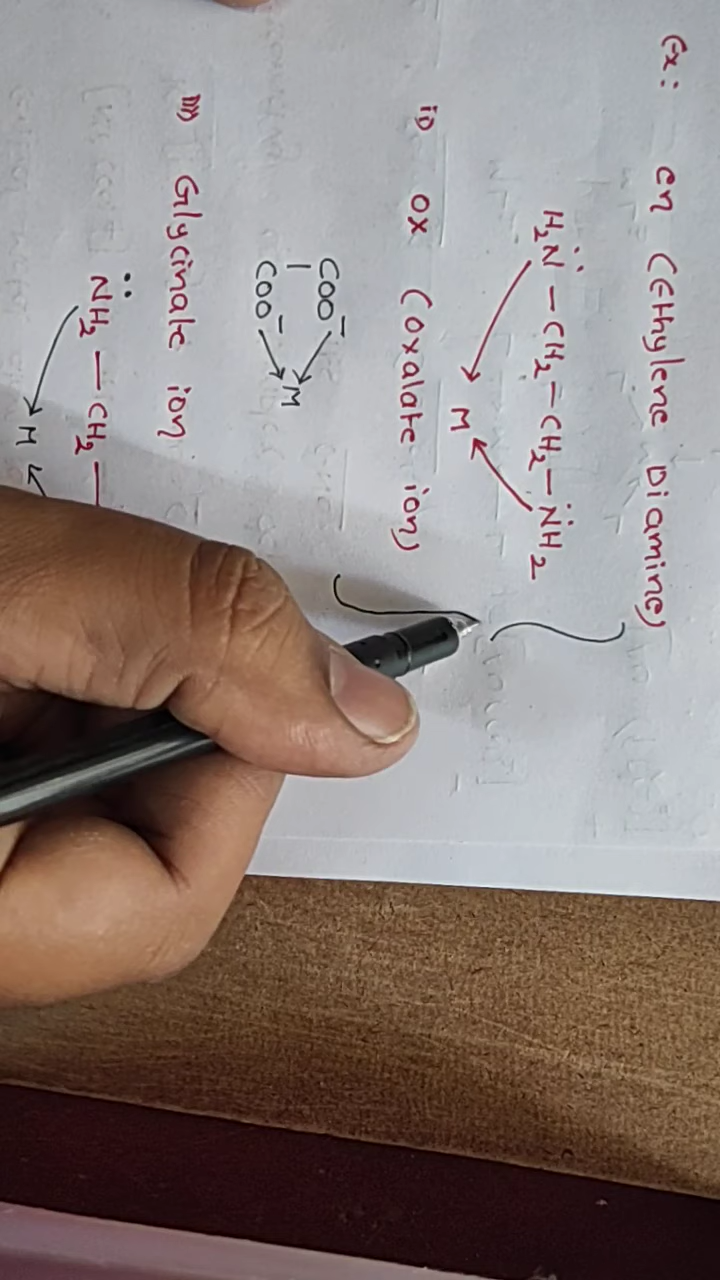 Ex: en (Ethylene Diamine)
H₂N̈ – CH₂ – CH₂ – N̈H₂
M
ii) ox (oxalate ion)
COO⁻
|
COO⁻
M
iii) Glycinate ion
N̈H₂ – CH₂ –
M